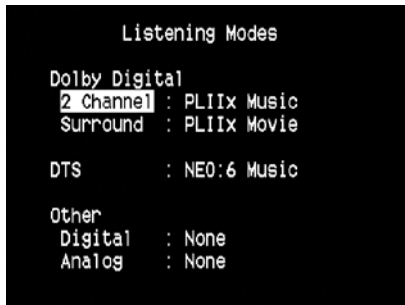 Listening Modes
Dolby Digital
2 Channel : PLIIx Music
Surround : PLIIx Movie
DTS : NEO:6 Music
Other
Digital : None
Analog : None